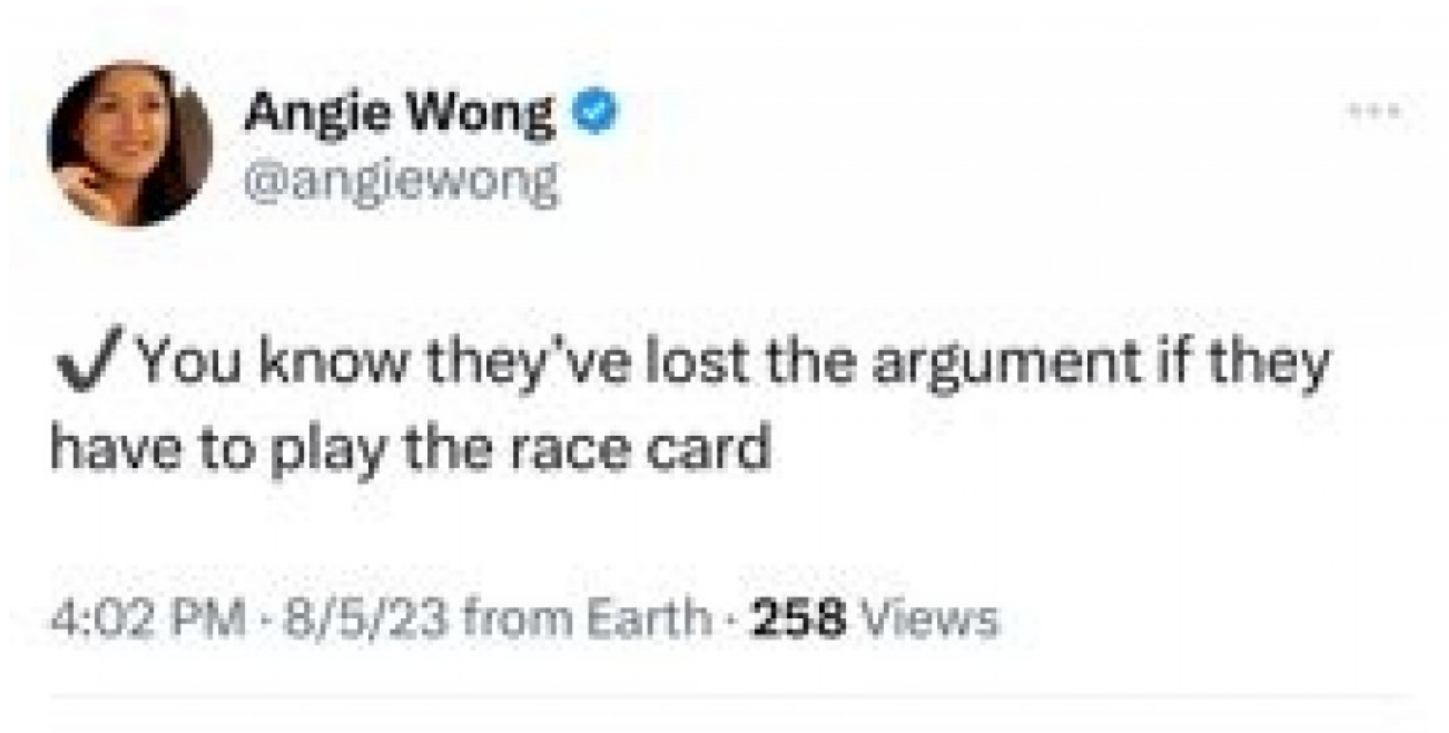 Angie Wong
@angiewong
✔You know they've lost the argument if they
have to play the race card
4:02 PM · 8/5/23 from Earth · 258 Views